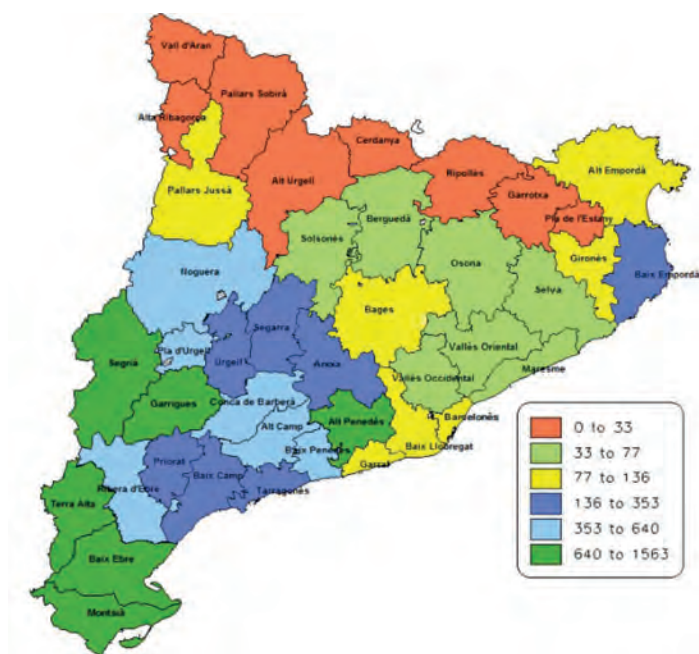 Vall d'Aran
Pallars Sobirà
Alta Ribagorça
Cerdanya
Ripollès
Alt Empordà
Pallars Jussà
Alt Urgell
Garrotxa
Pla de l'Estany
Berguedà
Solsonès
Gironès
Osona
Noguera
Baix Empordà
Selva
Bages
Segarra
Vallès Oriental
Pla d'Urgell
Urgell
Anoia
Segrià
Maresme
Vallès Occidental
Conca de Barberà
Garrigues
Alt Penedès
Barcelonès
Alt Camp
Baix Llobregat
Baix Penedès
Garraf
Priorat
Baix Camp
Ribera d'Ebre
Tarragonès
Terra Alta
Baix Ebre
Montsià
0 to 33
33 to 77
77 to 136
136 to 353
353 to 640
640 to 1563